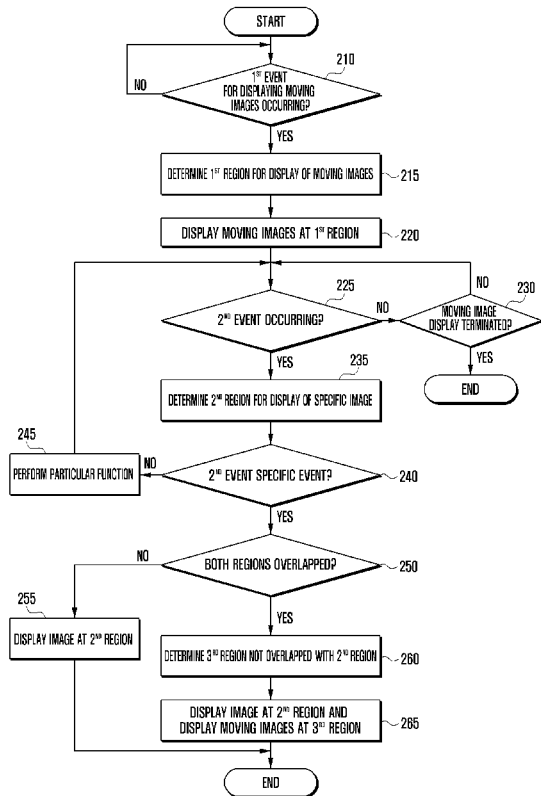 START
210
1ST EVENT
FOR DISPLAYING MOVING
IMAGES OCCURRING?
NO
YES
DETERMINE 1ST REGION FOR DISPLAY OF MOVING IMAGES
215
DISPLAY MOVING IMAGES AT 1ST REGION
220
225
2ND EVENT OCCURRING?
NO
NO
230
MOVING IMAGE
DISPLAY TERMINATED?
YES
END
YES
235
DETERMINE 2ND REGION FOR DISPLAY OF SPECIFIC IMAGE
245
PERFORM PARTICULAR FUNCTION
NO
2ND EVENT SPECIFIC EVENT?
240
YES
NO
BOTH REGIONS OVERLAPPED?
250
255
DISPLAY IMAGE AT 2ND REGION
YES
DETERMINE 3RD REGION NOT OVERLAPPED WITH 2ND REGION
260
DISPLAY IMAGE AT 2ND REGION AND
DISPLAY MOVING IMAGES AT 3RD REGION
265
END